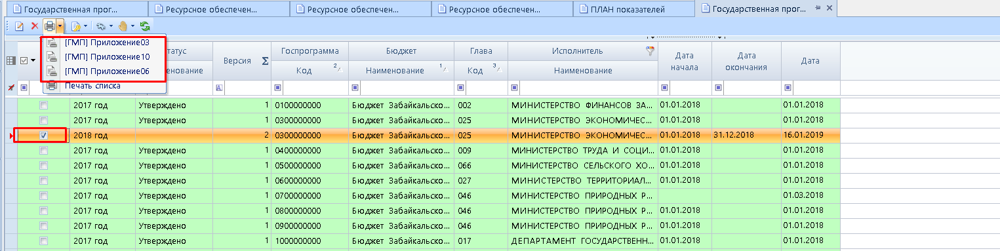 Государственная прог... Ресурсное обеспечен... Ресурсное обеспечен... Ресурсное обеспечен... ПЛАН показателей Государственная прог...
[ГМП] Приложение03
[ГМП] Приложение10
[ГМП] Приложение06
Печать списка
татус Версия Σ Госпрограмма Бюджет Глава Исполнитель Дата начала Дата окончания Дата
нование Код 2 Наименование 1 Код 3 Наименование
2017 год Утверждено 1 0100000000 Бюджет Забайкальско... 002 МИНИСТЕРСТВО ФИНАНСОВ ЗА... 01.01.2018 01.01.2018
2017 год Утверждено 1 0300000000 Бюджет Забайкальско... 025 МИНИСТЕРСТВО ЭКОНОМИЧЕС... 01.01.2018 01.01.2018
2018 год 2 0300000000 Бюджет Забайкальско... 025 МИНИСТЕРСТВО ЭКОНОМИЧЕС... 01.01.2018 31.12.2018 16.01.2019
2017 год Утверждено 1 0400000000 Бюджет Забайкальско... 009 МИНИСТЕРСТВО ТРУДА И СОЦИ... 01.01.2018 01.01.2018
2017 год Утверждено 1 0500000000 Бюджет Забайкальско... 066 МИНИСТЕРСТВО СЕЛЬСКОГО ХО... 01.01.2018 01.01.2018
2017 год Утверждено 1 0600000000 Бюджет Забайкальско... 027 МИНИСТЕРСТВО ТЕРРИТОРИАЛ... 01.01.2018 01.01.2018
2017 год Утверждено 1 0700000000 Бюджет Забайкальско... 046 МИНИСТЕРСТВО ПРИРОДНЫХ Р... 01.03.2018
2017 год Утверждено 1 0800000000 Бюджет Забайкальско... 046 МИНИСТЕРСТВО ПРИРОДНЫХ Р... 01.01.2018 01.01.2018
2017 год Утверждено 1 0900000000 Бюджет Забайкальско... 046 МИНИСТЕРСТВО ПРИРОДНЫХ Р... 01.01.2018 01.01.2018
2017 год Утверждено 1 1000000000 Бюджет Забайкальско... 017 ДЕПАРТАМЕНТ ГОСУДАРСТВЕНН... 01.01.2018 01.01.2018